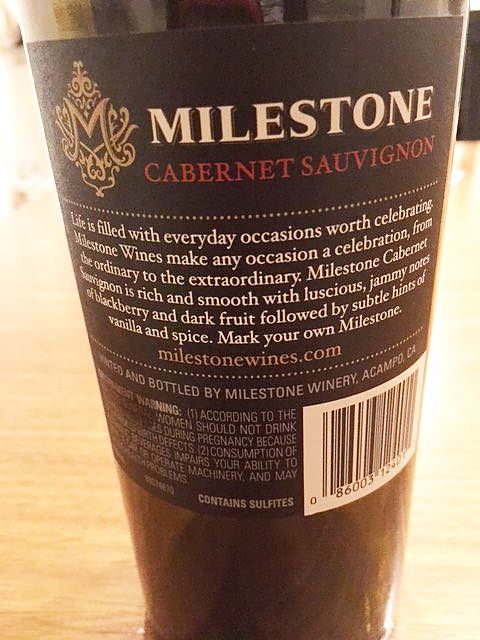 MILESTONE
CABERNET SAUVIGNON
Life is filled with everyday occasions worth celebrating.
Milestone Wines make any occasion a celebration, from
the ordinary to the extraordinary. Milestone Cabernet
Sauvignon is rich and smooth with luscious, jammy notes
of blackberry and dark fruit followed by subtle hints of
vanilla and spice. Mark your own Milestone.
milestonewines.com
AND BOTTLED BY MILESTONE WINERY, ACAMPO, CA
WARNING: (1) ACCORDING TO THE
WOMEN SHOULD NOT DRINK
DURING PREGNANCY BECAUSE
DEFECTS. (2) CONSUMPTION OF
IMPAIRS YOUR ABILITY TO
MACHINERY, AND MAY
PROBLEMS.
CONTAINS SULFITES
0 86003